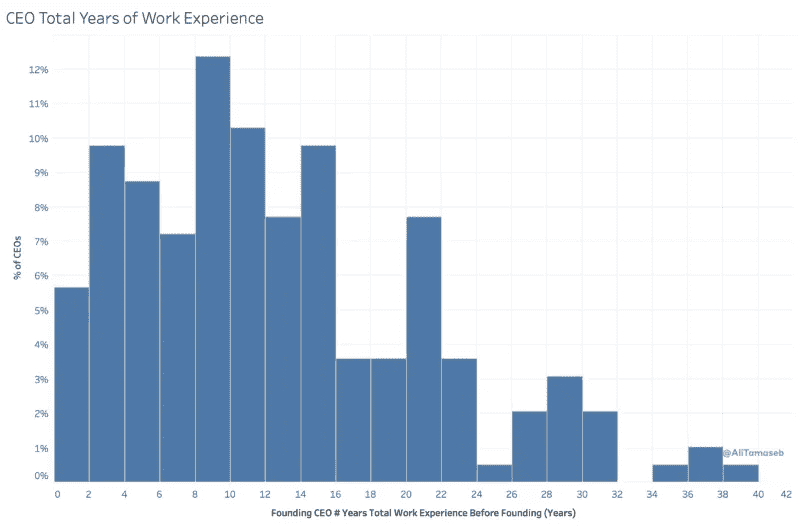 CEO Total Years of Work Experience
12%
11%
10%
9%
8%
7%
6%
5%
4%
3%
2%
1%
0%
% of CEOs
@AliTamaseb
0 2 4 6 8 10 12 14 16 18 20 22 24 26 28 30 32 34 36 38 40 42
Founding CEO # Years Total Work Experience Before Founding (Years)